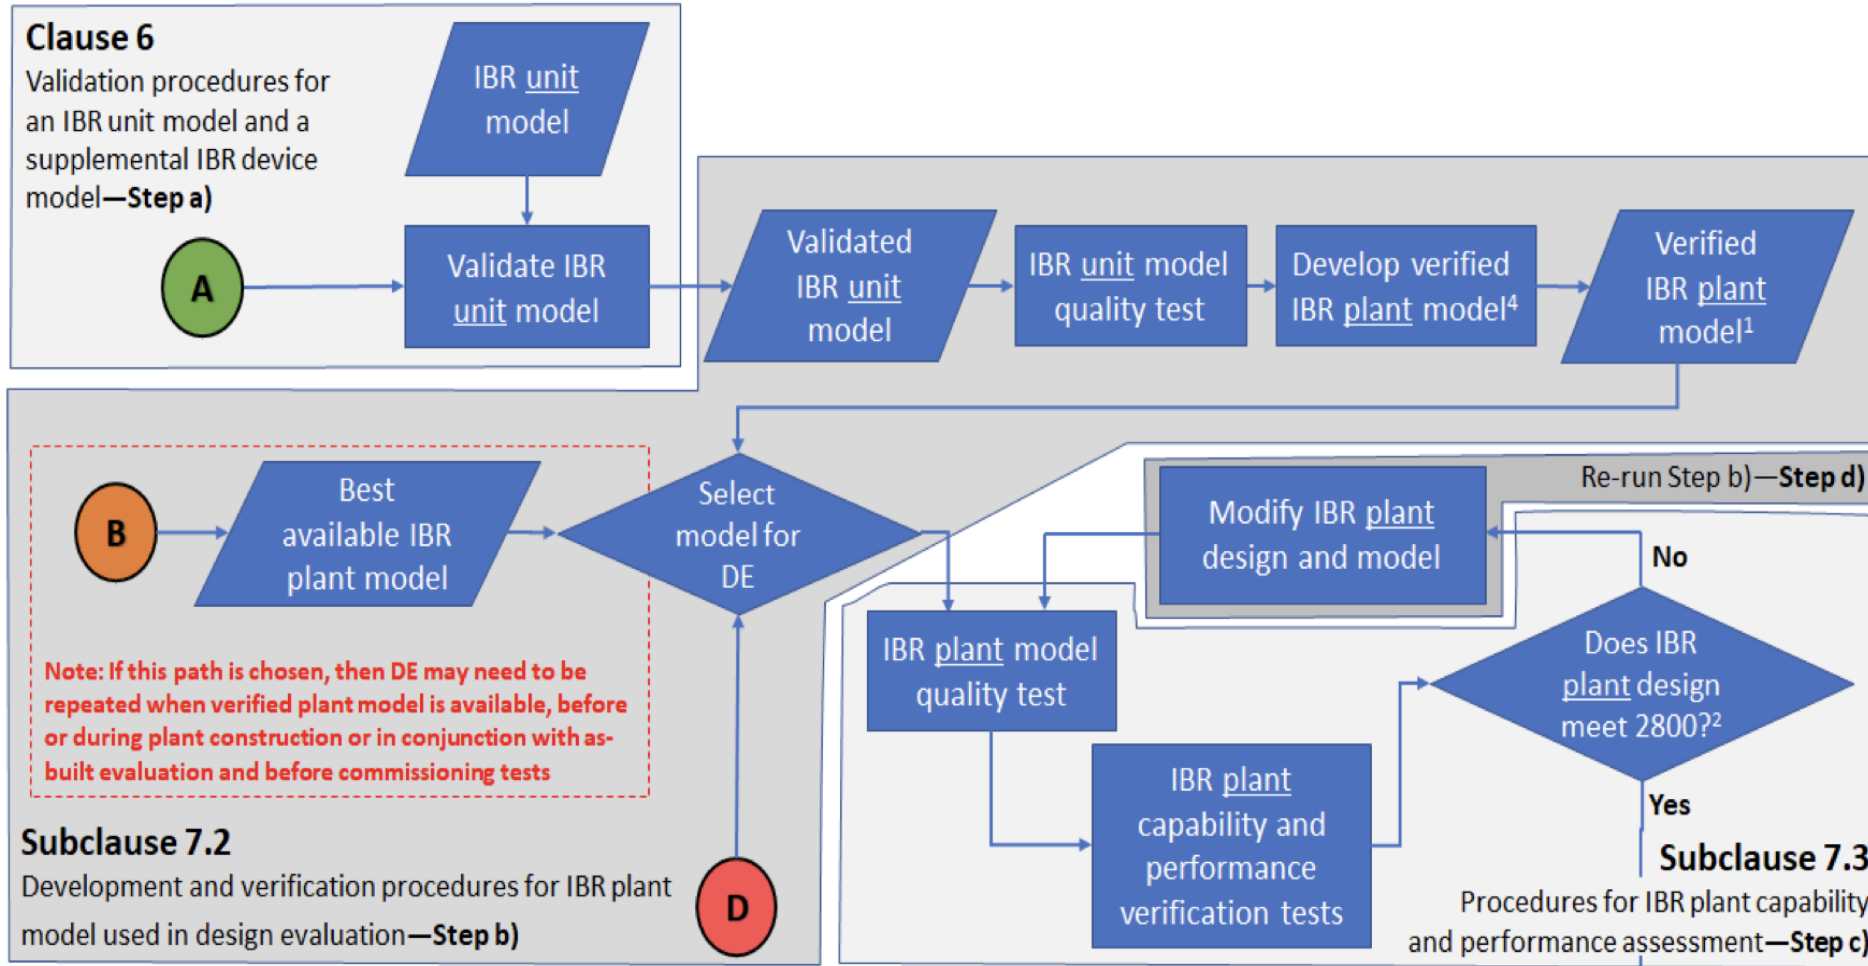 Clause 6
Validation procedures for
an IBR unit model and a
supplemental IBR device
model—Step a)
IBR unit
model
A
Validate IBR
unit model
Validated
IBR unit
model
IBR unit model
quality test
Develop verified
IBR plant model⁴
Verified
IBR plant
model¹
B
Best
available IBR
plant model
Select
model for
DE
Note: If this path is chosen, then DE may need to be
repeated when verified plant model is available, before
or during plant construction or in conjunction with as-
built evaluation and before commissioning tests
Subclause 7.2
Development and verification procedures for IBR plant
model used in design evaluation—Step b)
D
Re-run Step b)—Step d)
Modify IBR plant
design and model
No
IBR plant model
quality test
Does IBR
plant design
meet 2800?²
IBR plant
capability and
performance
verification tests
Yes
Subclause 7.3
Procedures for IBR plant capability
and performance assessment—Step c)